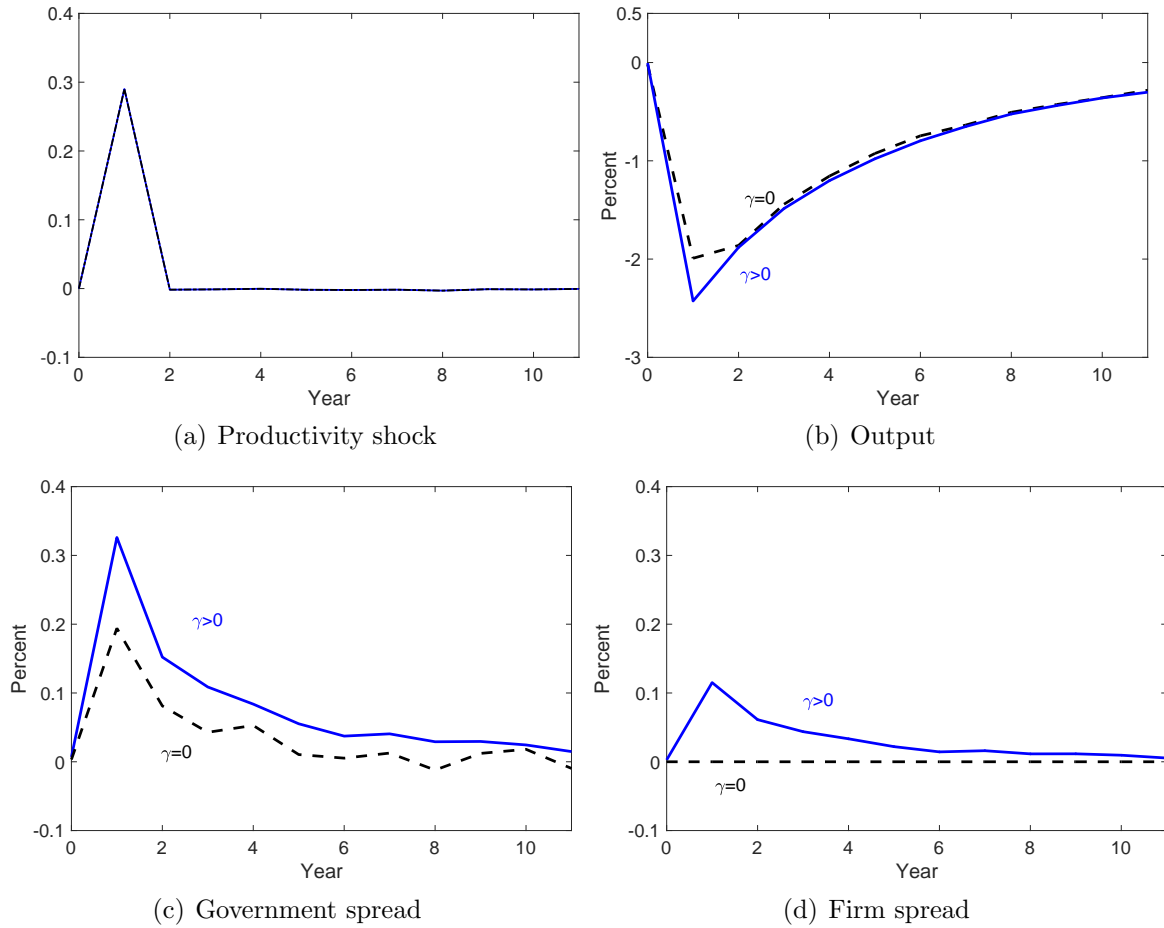 0.4
0.3
0.2
0.1
0
-0.1
0 2 4 6 8 10
Year
(a) Productivity shock
0.5
0
-1
-2
-3
Percent
γ=0
γ>0
0 2 4 6 8 10
Year
(b) Output
0.4
0.3
0.2
0.1
0
-0.1
Percent
γ>0
γ=0
0 2 4 6 8 10
Year
(c) Government spread
0.4
0.3
0.2
0.1
0
-0.1
Percent
γ>0
γ=0
0 2 4 6 8 10
Year
(d) Firm spread